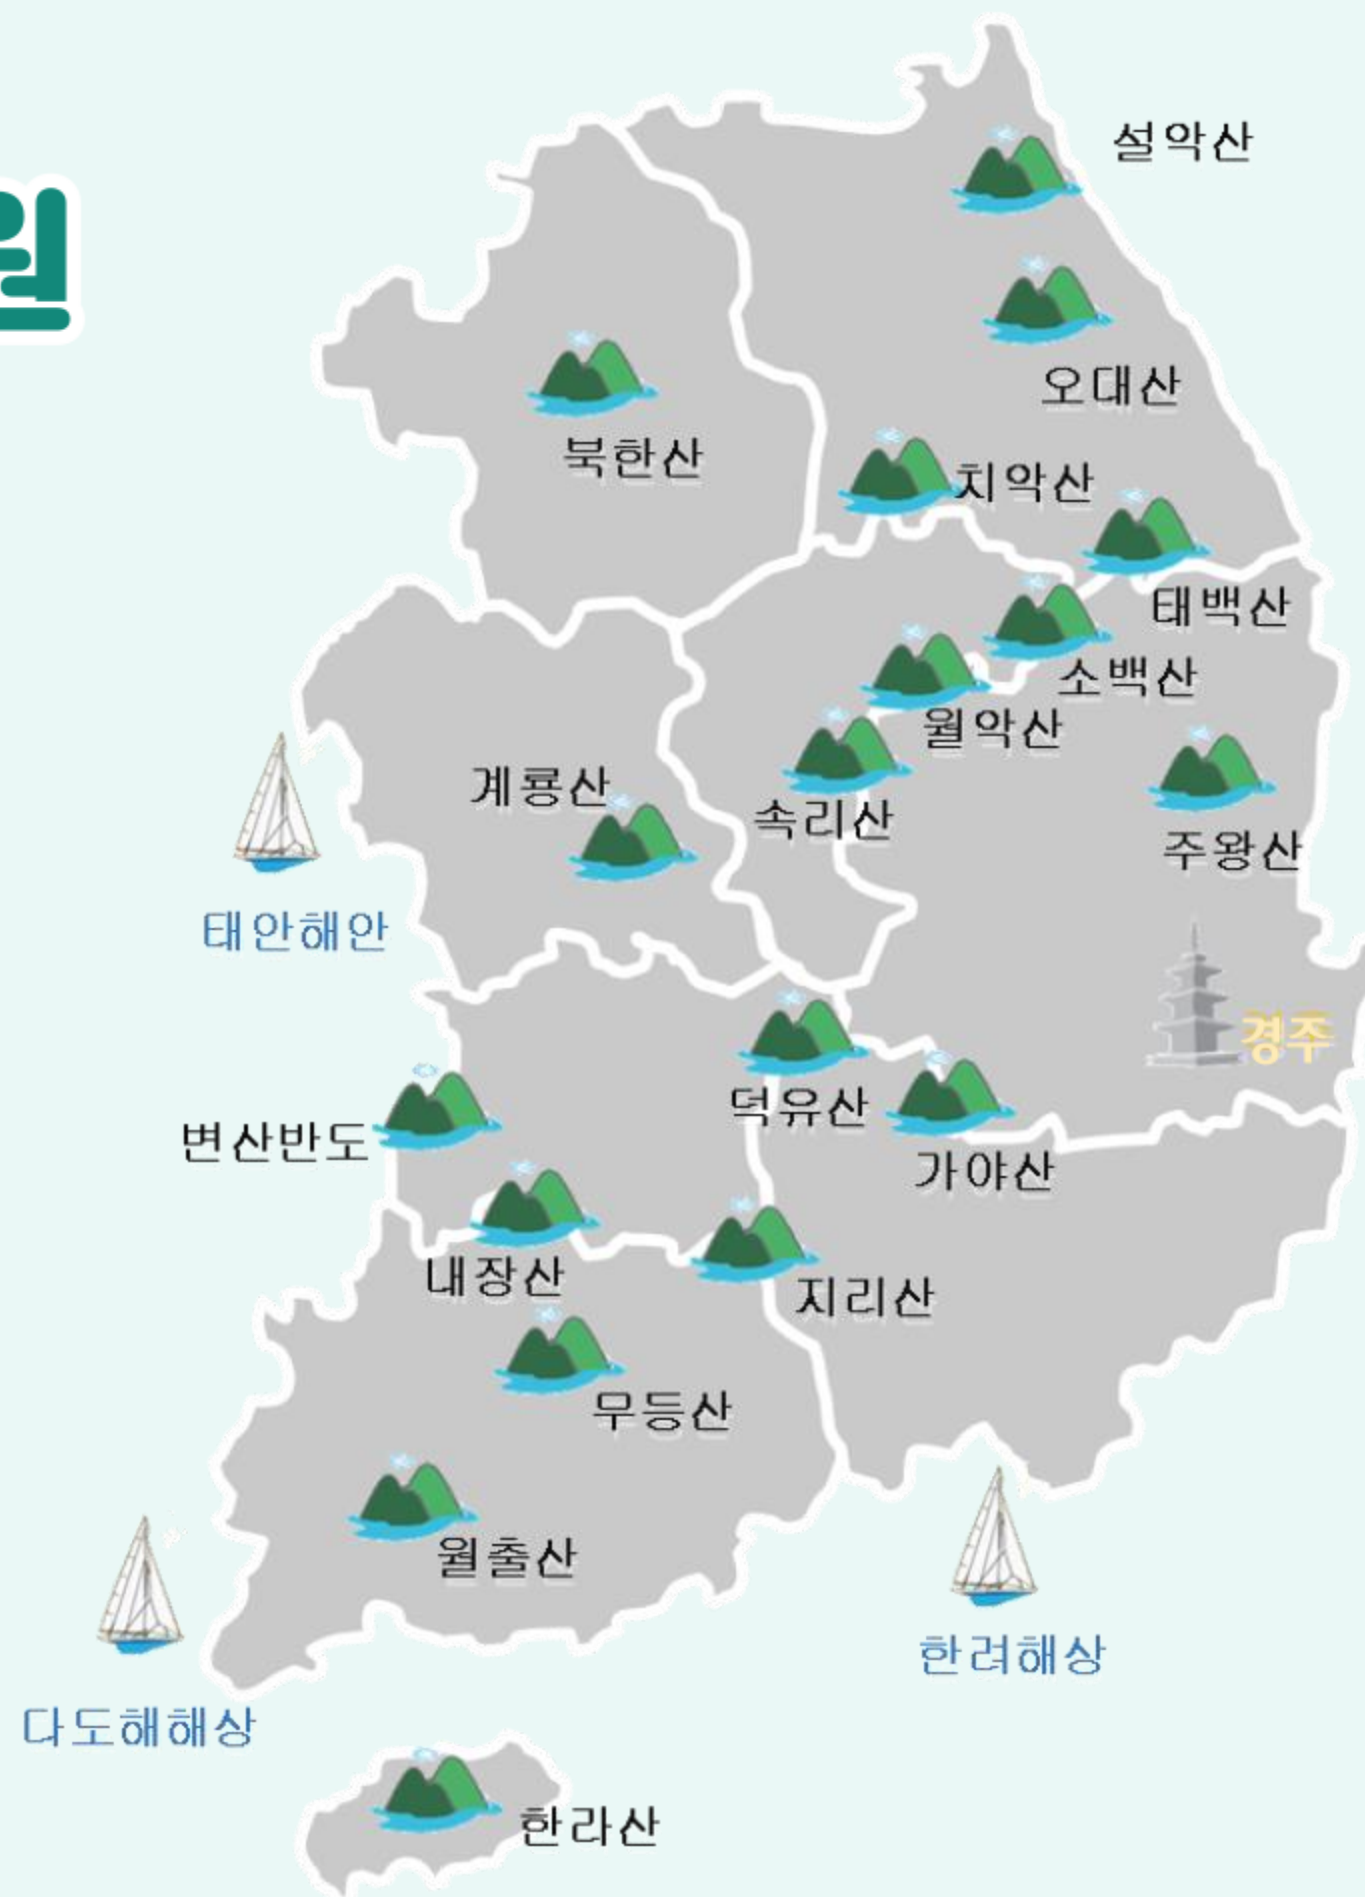 원
설악산
오대산
북한산
치악산
태백산
소백산
월악산
계룡산
속리산
주왕산
태안해안
경주
덕유산
변산반도
가야산
내장산
지리산
무등산
월출산
한려해상
다도해해상
한라산